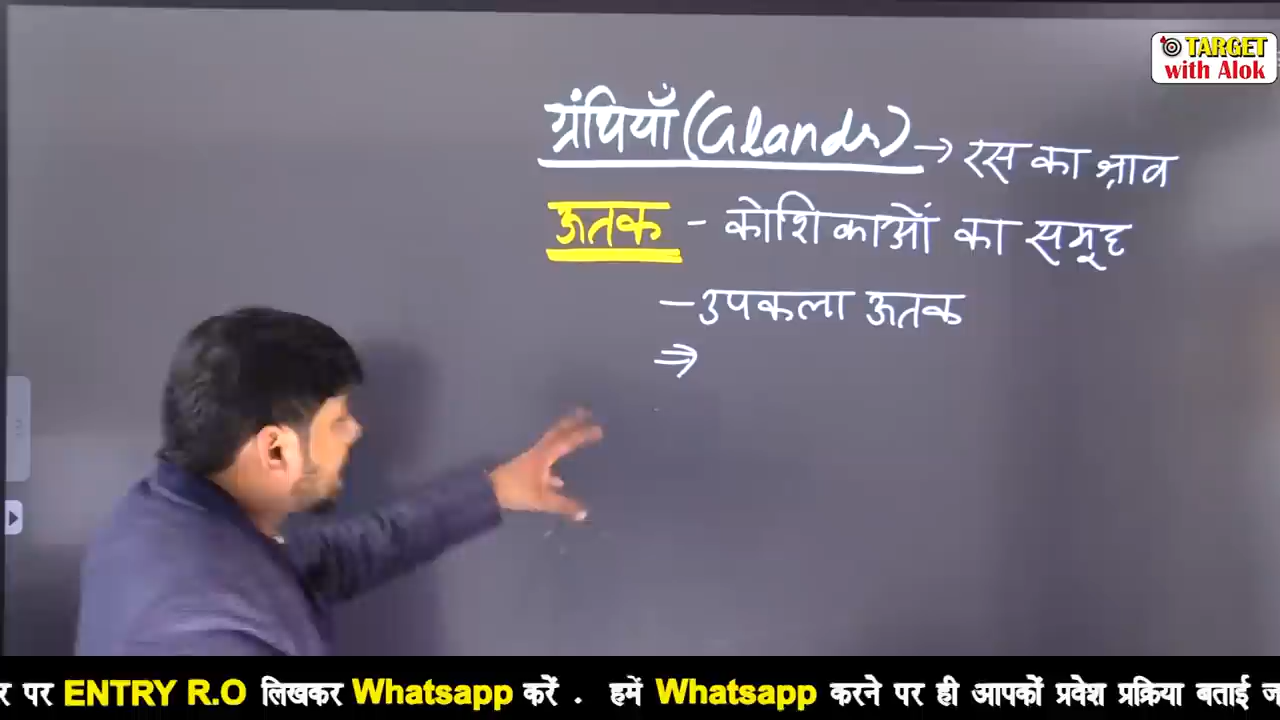 TARGET
with Alok
ग्रंथियाँ (Glands) → रस का श्राव
ऊतक - कोशिकाओं का समूह
- उपकला ऊतक
⇒
र पर ENTRY R.O लिखकर Whatsapp करें . हमें Whatsapp करने पर ही आपकों प्रवेश प्रक्रिया बताई ज